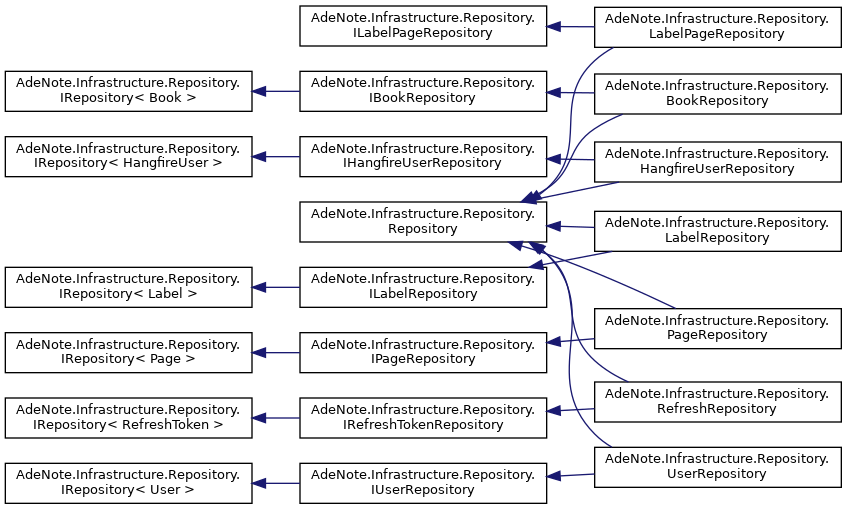 AdeNote.Infrastructure.Repository.
ILabelPageRepository
AdeNote.Infrastructure.Repository.
LabelPageRepository
AdeNote.Infrastructure.Repository.
IRepository< Book >
AdeNote.Infrastructure.Repository.
IBookRepository
AdeNote.Infrastructure.Repository.
BookRepository
AdeNote.Infrastructure.Repository.
IRepository< HangfireUser >
AdeNote.Infrastructure.Repository.
IHangfireUserRepository
AdeNote.Infrastructure.Repository.
HangfireUserRepository
AdeNote.Infrastructure.Repository.
Repository
AdeNote.Infrastructure.Repository.
LabelRepository
AdeNote.Infrastructure.Repository.
IRepository< Label >
AdeNote.Infrastructure.Repository.
ILabelRepository
AdeNote.Infrastructure.Repository.
IRepository< Page >
AdeNote.Infrastructure.Repository.
IPageRepository
AdeNote.Infrastructure.Repository.
PageRepository
AdeNote.Infrastructure.Repository.
IRepository< RefreshToken >
AdeNote.Infrastructure.Repository.
IRefreshTokenRepository
AdeNote.Infrastructure.Repository.
RefreshRepository
AdeNote.Infrastructure.Repository.
IRepository< User >
AdeNote.Infrastructure.Repository.
IUserRepository
AdeNote.Infrastructure.Repository.
UserRepository